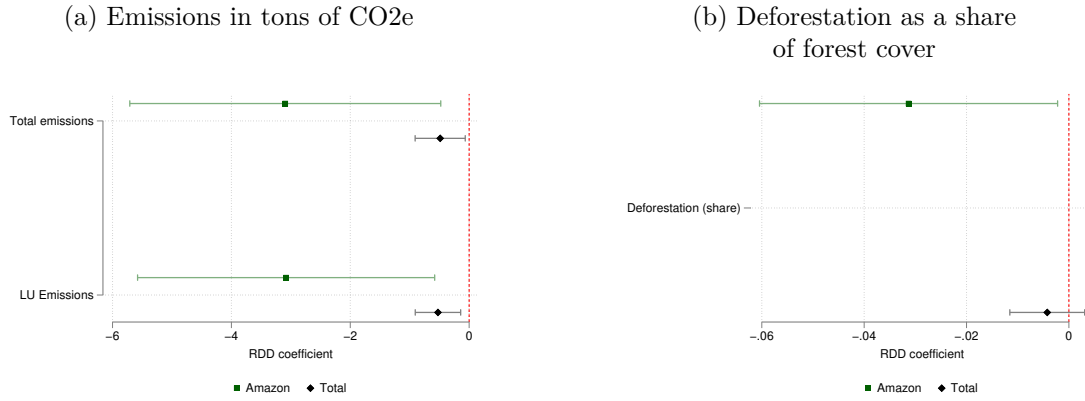 (a) Emissions in tons of CO2e
Total emissions
LU Emissions
−6
−4
−2
0
RDD coefficient
Amazon
Total
(b) Deforestation as a share
of forest cover
Deforestation (share)
−.06
−.04
−.02
0
RDD coefficient
Amazon
Total